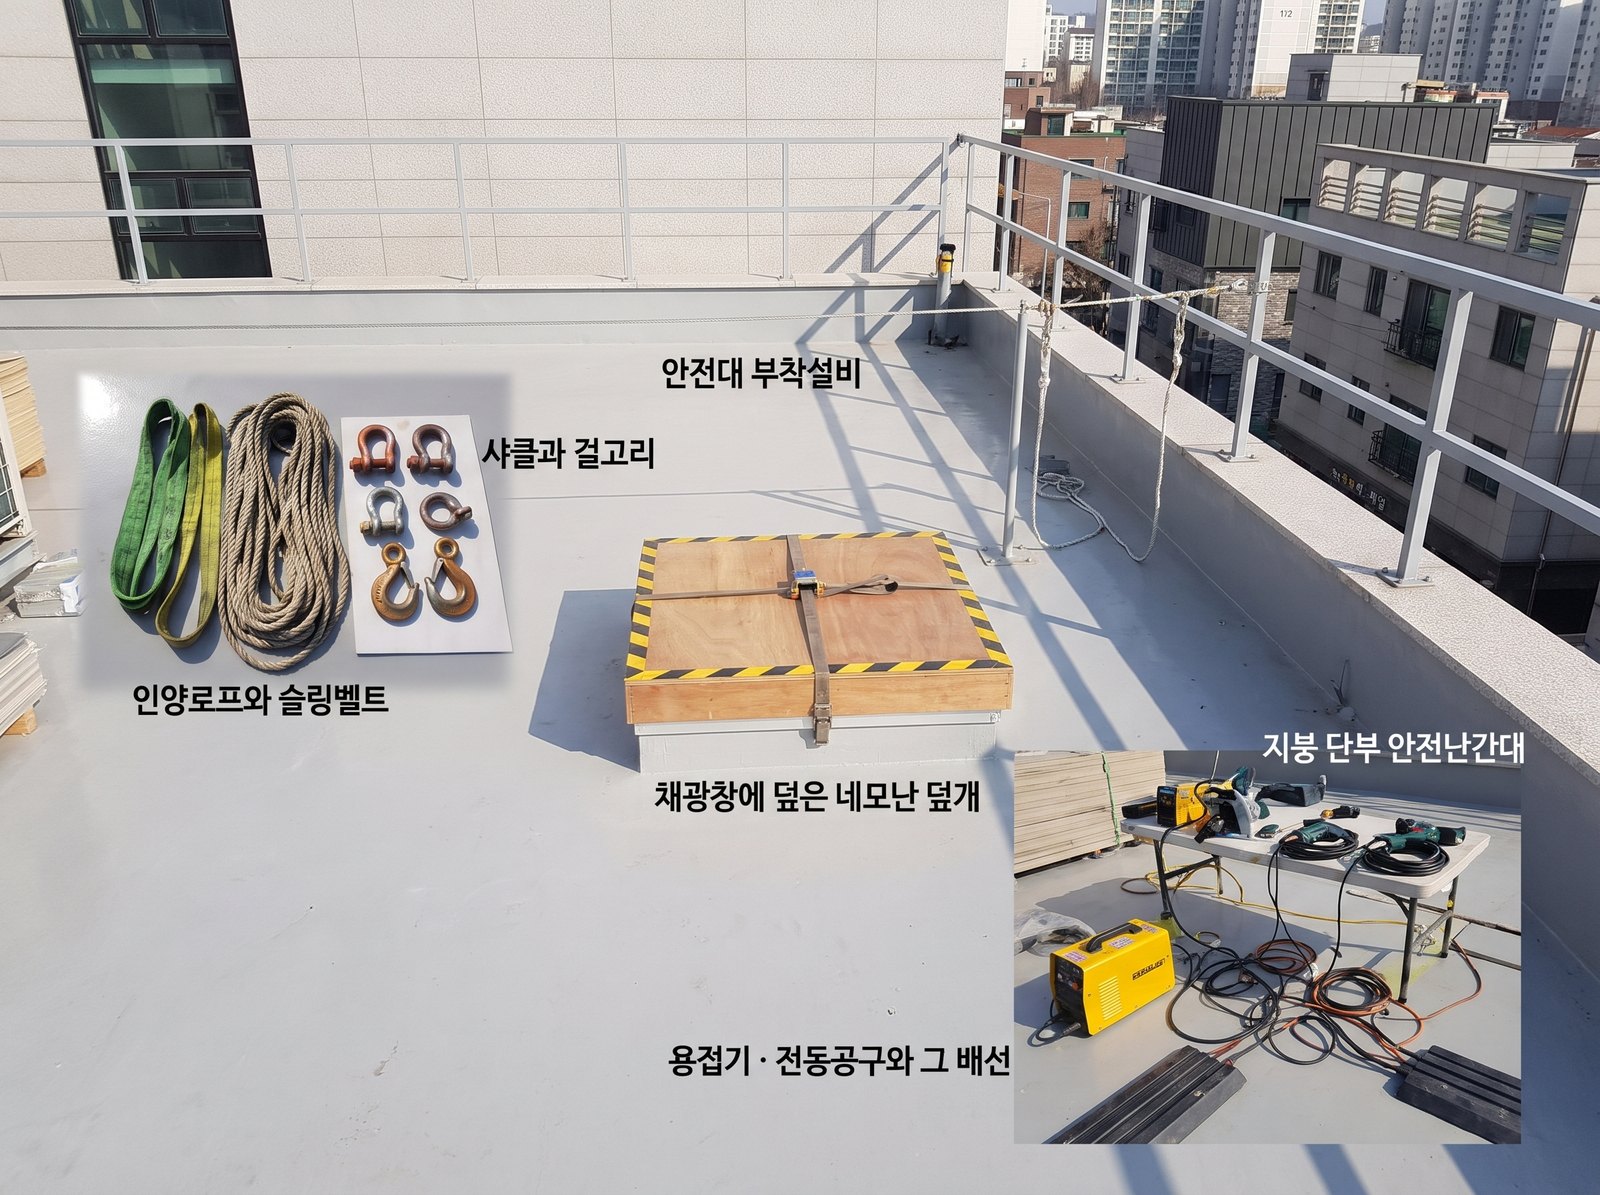 112
안전대 부착설비
샤클과 걸고리
인양로프와 슬링벨트
지붕 단부 안전난간대
채광창에 덮은 네모난 덮개
용접기 · 전동공구와 그 배선